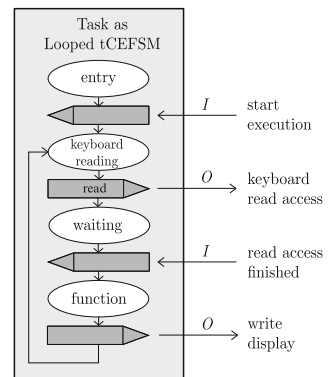 Task as
Looped tCEFSM
entry
I
start
execution
keyboard
reading
O
keyboard
read access
read
waiting
I
read access
finished
function
O
write
display